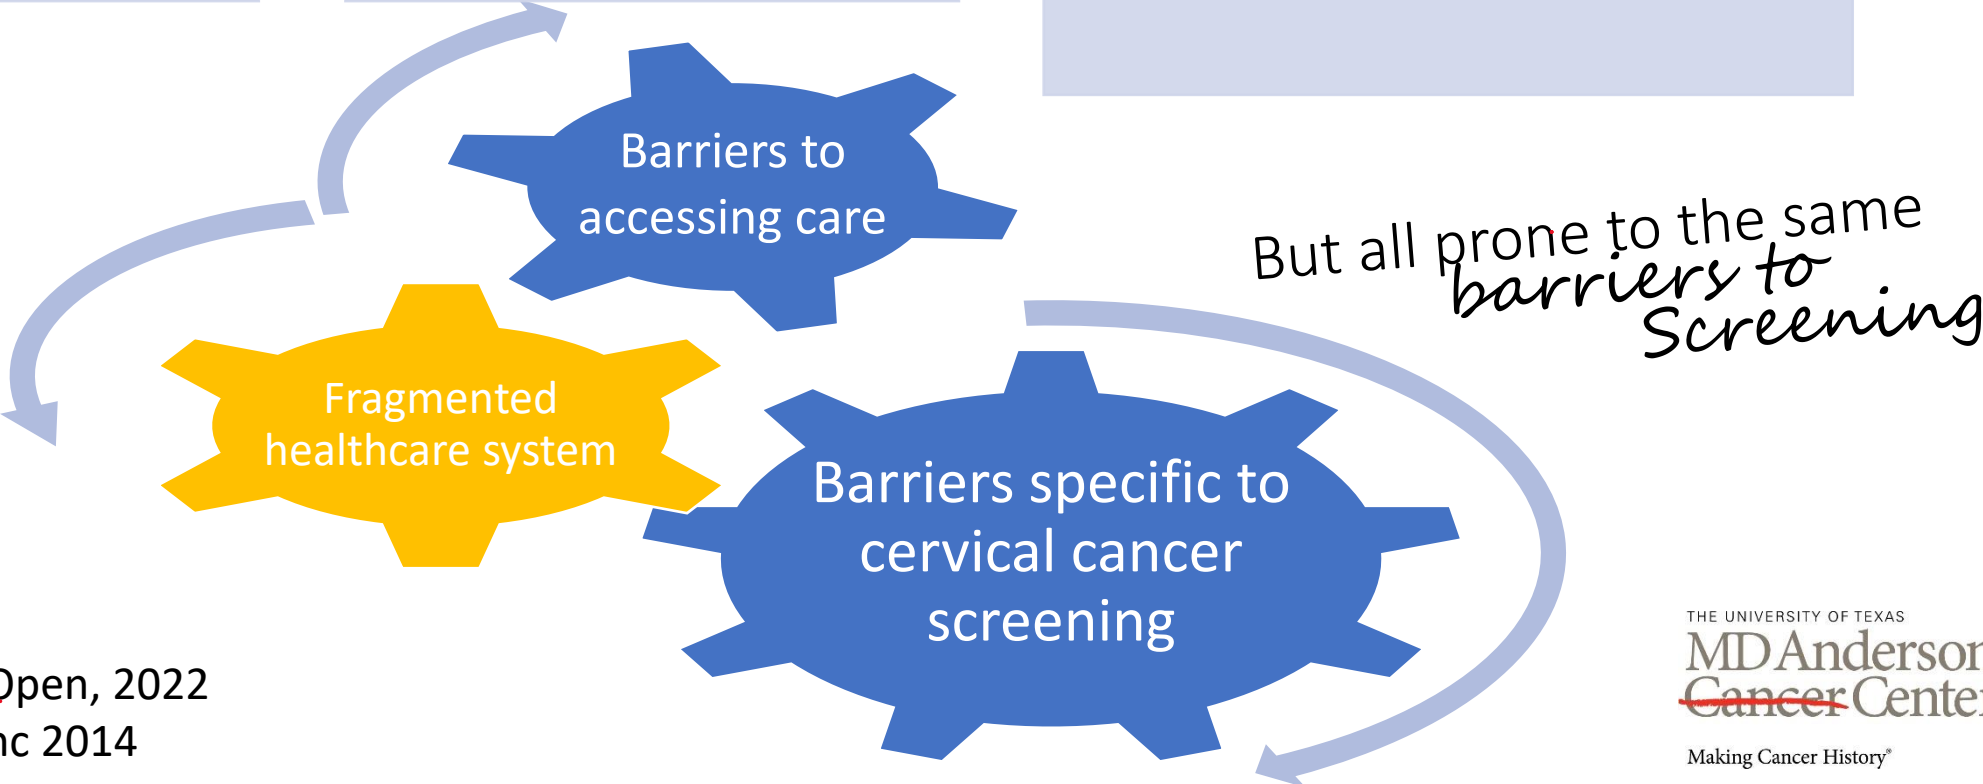 Barriers to
accessing care
But all prone to the same
barriers to
Screening
Fragmented
healthcare system
Barriers specific to
cervical cancer
screening
Open, 2022
nc 2014
THE UNIVERSITY OF TEXAS
MD Anderson
Cancer Center
Making Cancer History®